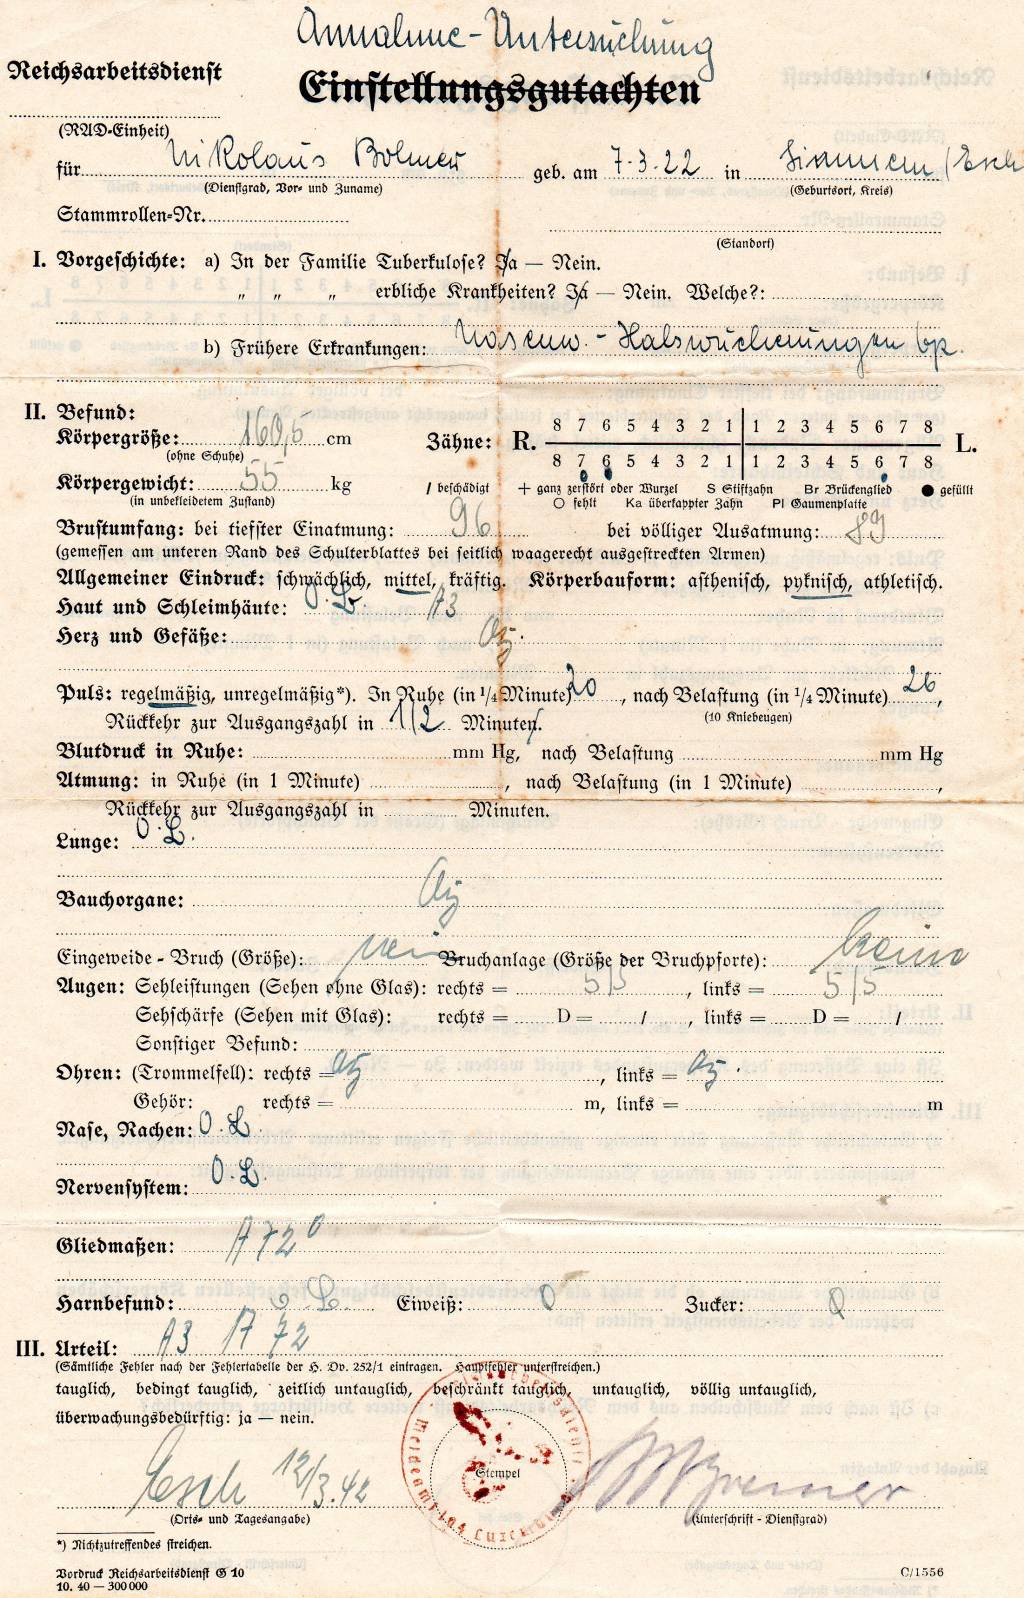 Annahme-Untersuchung
Reichsarbeitsdienst
Einstellungsgutachten
(RAD-Einheit)
für Nikolaus Bolmer geb. am 7.3.22 in /Esch
(Dienstgrad, Vor- und Zuname) (Geburtsort, Kreis)
Stammrollen-Nr.
(Standort)
I. Vorgeschichte: a) In der Familie Tuberkulose? Ja — Nein.
" " " erbliche Krankheiten? Ja — Nein. Welche?:
b) Frühere Erkrankungen: - Halswucherungen op.
II. Befund:
Körpergröße: 160,5 cm Zähne: R. 8 7 6 5 4 3 2 1 1 2 3 4 5 6 7 8 L.
(ohne Schuhe) 8 7 6 5 4 3 2 1 1 2 3 4 5 6 7 8
Körpergewicht: 55 kg / beschädigt + ganz zerstört oder Wurzel S Stiftzahn Br Brückenglied ● gefüllt
(in unbekleidetem Zustand) ○ fehlt Ka überkappter Zahn Pl Gaumenplatte
Brustumfang: bei tiefster Einatmung: 96 bei völliger Ausatmung: 89
(gemessen am unteren Rand des Schulterblattes bei seitlich waagerecht ausgestreckten Armen)
Allgemeiner Eindruck: schwächlich, mittel, kräftig. Körperbauform: asthenisch, pyknisch, athletisch.
Haut und Schleimhäute: O.B. A3
Herz und Gefäße:
Puls: regelmäßig, unregelmäßig*). In Ruhe (in 1/4 Minute) 20, nach Belastung (in 1/4 Minute) 26,
Rückkehr zur Ausgangszahl in 1/2 Minuten. (10 Kniebeugen)
Blutdruck in Ruhe: mm Hg, nach Belastung mm Hg
Atmung: in Ruhe (in 1 Minute) , nach Belastung (in 1 Minute) ,
Rückkehr zur Ausgangszahl in Minuten.
Lunge: O.B.
Bauchorgane:
Eingeweide - Bruch (Größe): nein Bruchanlage (Größe der Bruchpforte): keine
Augen: Sehleistungen (Sehen ohne Glas): rechts = 5/5, links = 5/5
Sehschärfe (Sehen mit Glas): rechts = D = / , links = D = /
Sonstiger Befund:
Ohren: (Trommelfell): rechts = , links =
Gehör: rechts = m, links = m
Nase, Rachen: O.B.
Nervensystem: O.B.
Gliedmaßen: A 72
Harnbefund: o.B. Eiweiß: 0 Zucker: 0
III. Urteil: A3 A 72
(Sämtliche Fehler nach der Fehlertabelle der H. Dv. 252/1 eintragen. Hauptfehler unterstreichen.)
tauglich, bedingt tauglich, zeitlich untauglich, beschränkt tauglich, untauglich, völlig untauglich,
überwachungsbedürftig: ja — nein.
Reichsarbeitsdienst Meldeamt Luxemburg
Stempel
Esch 12/3.42
(Orts- und Tagesangabe) (Unterschrift - Dienstgrad)
*) Nichtzutreffendes streichen.
Vordruck Reichsarbeitsdienst G 10 C/1556
10. 40 — 300 000